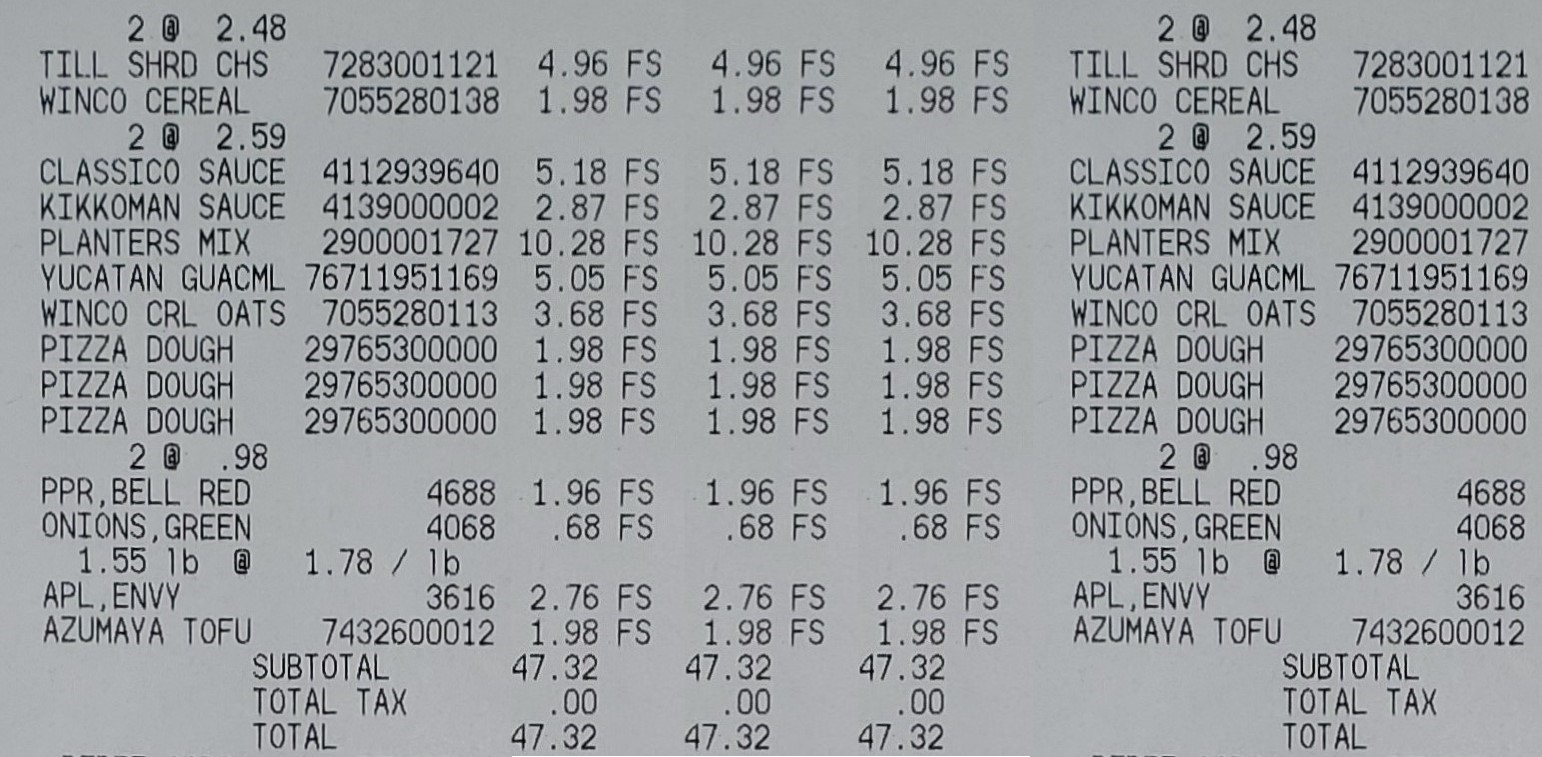 2 @ 2.48 2 @ 2.48
TILL SHRD CHS 7283001121 4.96 FS 4.96 FS 4.96 FS TILL SHRD CHS 7283001121
WINCO CEREAL 7055280138 1.98 FS 1.98 FS 1.98 FS WINCO CEREAL 7055280138
2 @ 2.59 2 @ 2.59
CLASSICO SAUCE 4112939640 5.18 FS 5.18 FS 5.18 FS CLASSICO SAUCE 4112939640
KIKKOMAN SAUCE 4139000002 2.87 FS 2.87 FS 2.87 FS KIKKOMAN SAUCE 4139000002
PLANTERS MIX 2900001727 10.28 FS 10.28 FS 10.28 FS PLANTERS MIX 2900001727
YUCATAN GUACML 76711951169 5.05 FS 5.05 FS 5.05 FS YUCATAN GUACML 76711951169
WINCO CRL OATS 7055280113 3.68 FS 3.68 FS 3.68 FS WINCO CRL OATS 7055280113
PIZZA DOUGH 29765300000 1.98 FS 1.98 FS 1.98 FS PIZZA DOUGH 29765300000
PIZZA DOUGH 29765300000 1.98 FS 1.98 FS 1.98 FS PIZZA DOUGH 29765300000
PIZZA DOUGH 29765300000 1.98 FS 1.98 FS 1.98 FS PIZZA DOUGH 29765300000
2 @ .98 2 @ .98
PPR,BELL RED 4688 1.96 FS 1.96 FS 1.96 FS PPR,BELL RED 4688
ONIONS,GREEN 4068 .68 FS .68 FS .68 FS ONIONS,GREEN 4068
1.55 lb @ 1.78 / lb 1.55 lb @ 1.78 / lb
APL,ENVY 3616 2.76 FS 2.76 FS 2.76 FS APL,ENVY 3616
AZUMAYA TOFU 7432600012 1.98 FS 1.98 FS 1.98 FS AZUMAYA TOFU 7432600012
SUBTOTAL 47.32 47.32 47.32 SUBTOTAL
TOTAL TAX .00 .00 .00 TOTAL TAX
TOTAL 47.32 47.32 47.32 TOTAL